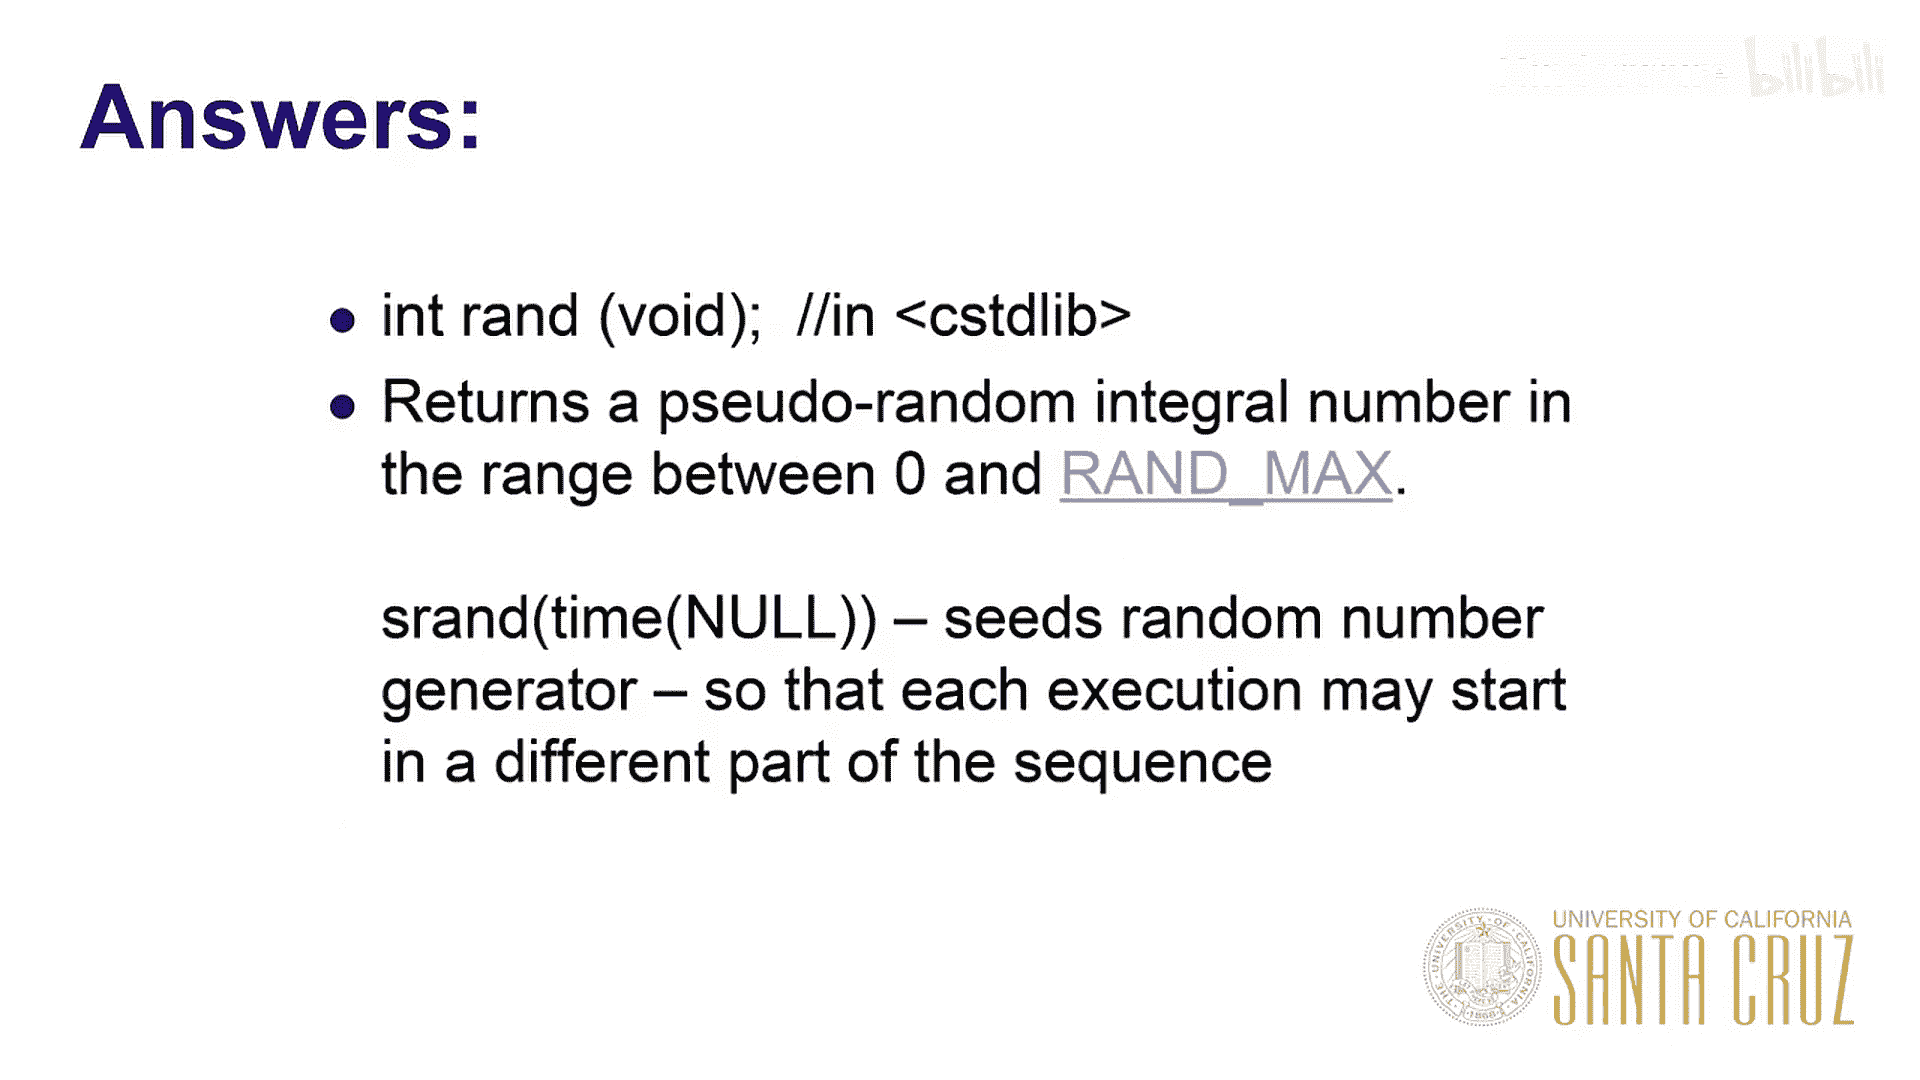 Answers:
bilibili
int rand (void);  //in <cstdlib>
Returns a pseudo-random integral number in
the range between 0 and RAND_MAX.
srand(time(NULL)) – seeds random number
generator – so that each execution may start
in a different part of the sequence
UNIVERSITY OF CALIFORNIA
SANTA CRUZ